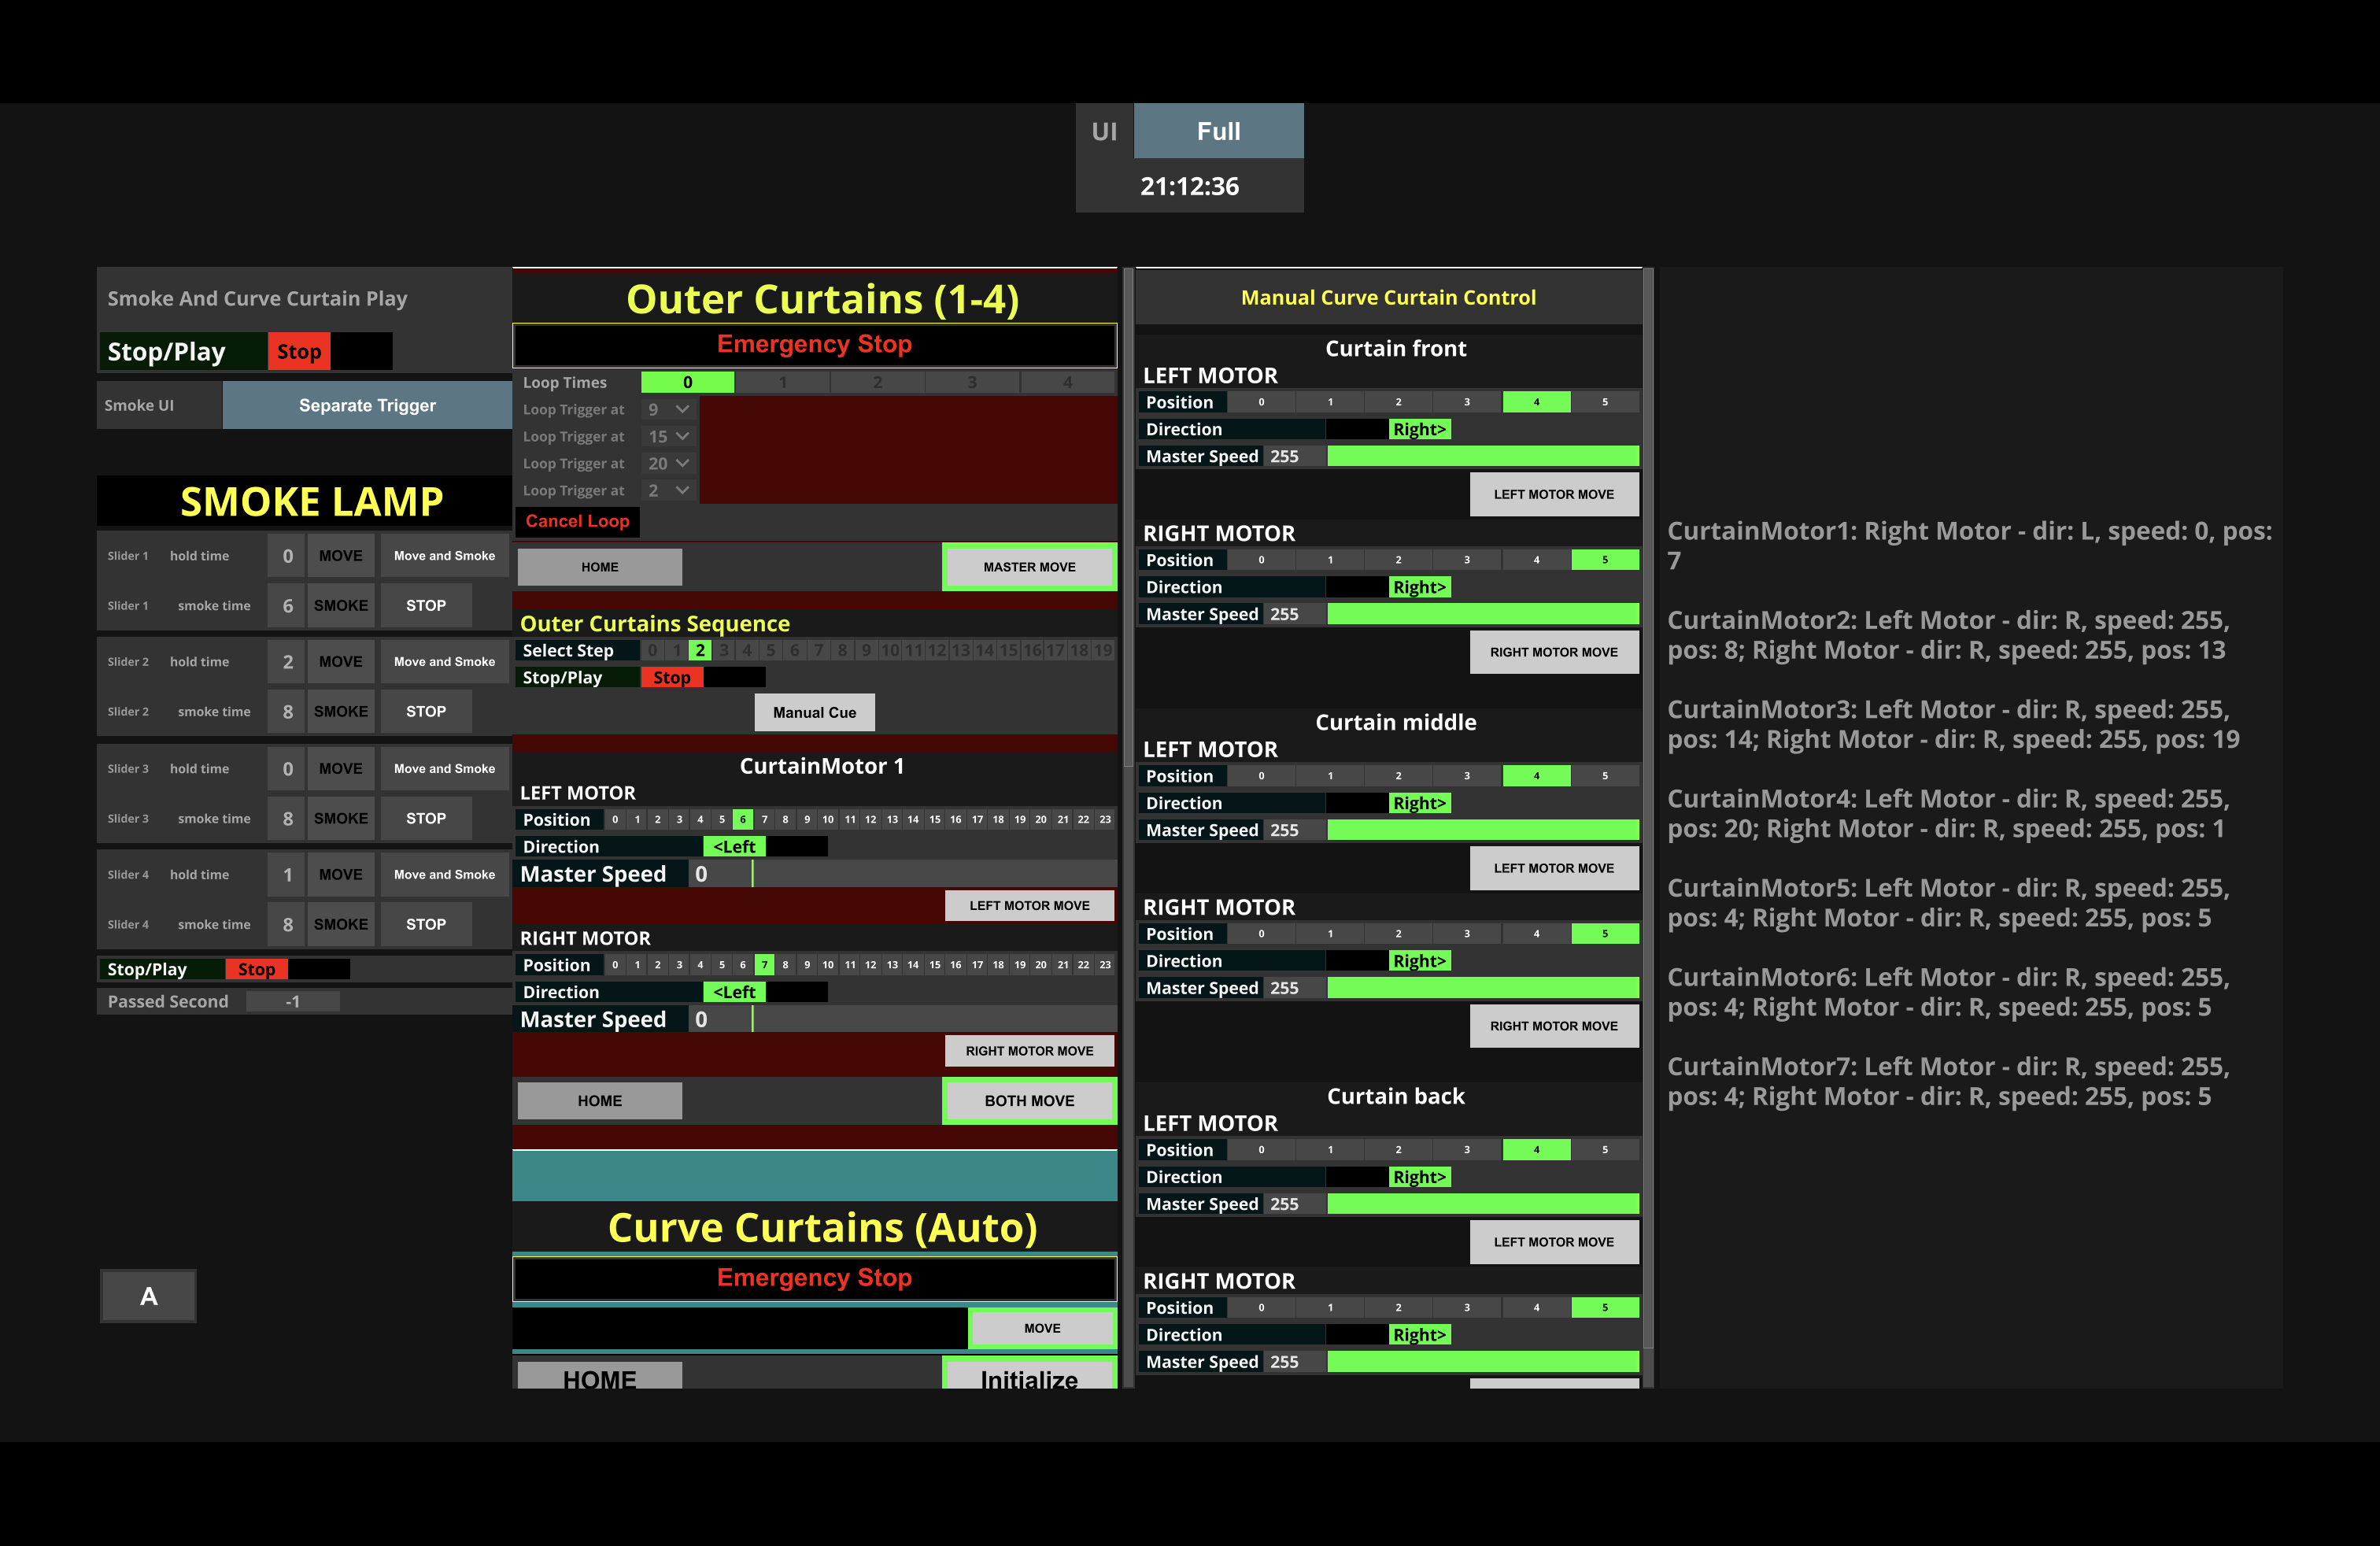 UI Full
21:12:36
Smoke And Curve Curtain Play
Stop/Play Stop
Smoke UI Separate Trigger
SMOKE LAMP
Slider 1 hold time 0 MOVE Move and Smoke
Slider 1 smoke time 6 SMOKE STOP
Slider 2 hold time 2 MOVE Move and Smoke
Slider 2 smoke time 8 SMOKE STOP
Slider 3 hold time 0 MOVE Move and Smoke
Slider 3 smoke time 8 SMOKE STOP
Slider 4 hold time 1 MOVE Move and Smoke
Slider 4 smoke time 8 SMOKE STOP
Stop/Play Stop
Passed Second -1
A
Outer Curtains (1-4)
Emergency Stop
Loop Times 0 1 2 3 4
Loop Trigger at 9
Loop Trigger at 15
Loop Trigger at 20
Loop Trigger at 2
Cancel Loop
HOME MASTER MOVE
Outer Curtains Sequence
Select Step 0 1 2 3 4 5 6 7 8 9 10 11 12 13 14 15 16 17 18 19
Stop/Play Stop
Manual Cue
CurtainMotor 1
LEFT MOTOR
Position 0 1 2 3 4 5 6 7 8 9 10 11 12 13 14 15 16 17 18 19 20 21 22 23
Direction <Left
Master Speed 0
LEFT MOTOR MOVE
RIGHT MOTOR
Position 0 1 2 3 4 5 6 7 8 9 10 11 12 13 14 15 16 17 18 19 20 21 22 23
Direction <Left
Master Speed 0
RIGHT MOTOR MOVE
HOME BOTH MOVE
Curve Curtains (Auto)
Emergency Stop
MOVE
HOME Initialize
Manual Curve Curtain Control
Curtain front
LEFT MOTOR
Position 0 1 2 3 4 5
Direction Right>
Master Speed 255
LEFT MOTOR MOVE
RIGHT MOTOR
Position 0 1 2 3 4 5
Direction Right>
Master Speed 255
RIGHT MOTOR MOVE
Curtain middle
LEFT MOTOR
Position 0 1 2 3 4 5
Direction Right>
Master Speed 255
LEFT MOTOR MOVE
RIGHT MOTOR
Position 0 1 2 3 4 5
Direction Right>
Master Speed 255
RIGHT MOTOR MOVE
Curtain back
LEFT MOTOR
Position 0 1 2 3 4 5
Direction Right>
Master Speed 255
LEFT MOTOR MOVE
RIGHT MOTOR
Position 0 1 2 3 4 5
Direction Right>
Master Speed 255
CurtainMotor1: Right Motor - dir: L, speed: 0, pos:
7
CurtainMotor2: Left Motor - dir: R, speed: 255,
pos: 8; Right Motor - dir: R, speed: 255, pos: 13
CurtainMotor3: Left Motor - dir: R, speed: 255,
pos: 14; Right Motor - dir: R, speed: 255, pos: 19
CurtainMotor4: Left Motor - dir: R, speed: 255,
pos: 20; Right Motor - dir: R, speed: 255, pos: 1
CurtainMotor5: Left Motor - dir: R, speed: 255,
pos: 4; Right Motor - dir: R, speed: 255, pos: 5
CurtainMotor6: Left Motor - dir: R, speed: 255,
pos: 4; Right Motor - dir: R, speed: 255, pos: 5
CurtainMotor7: Left Motor - dir: R, speed: 255,
pos: 4; Right Motor - dir: R, speed: 255, pos: 5